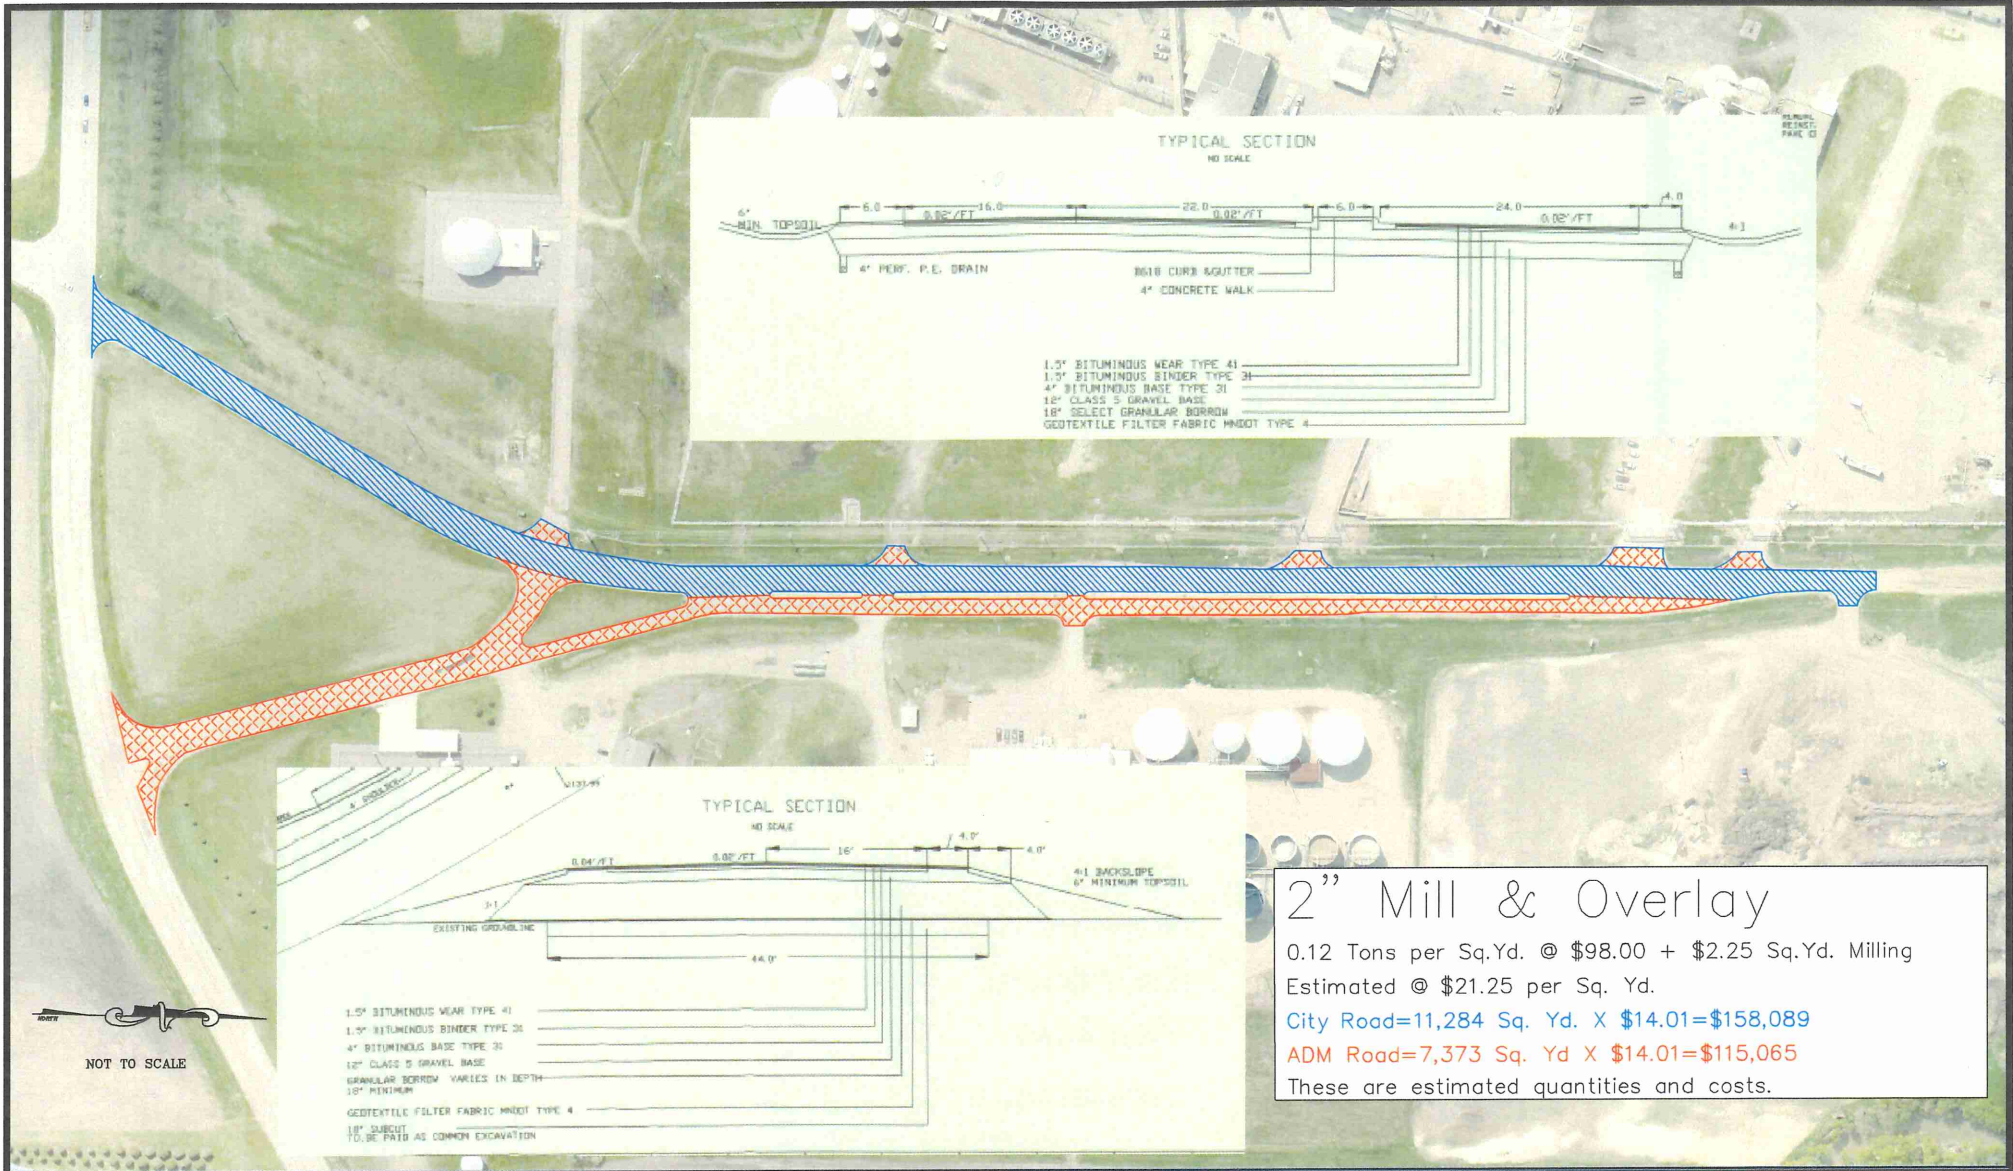 REMOVE
REINST.
TYPICAL SECTION
NO SCALE
6" MIN. TOPSOIL
6.0 16.0 22.0 6.0 24.0 4.0
0.02'/FT 0.02'/FT 0.02'/FT
4:1
4" PERF. P.E. DRAIN
B618 CURB &GUTTER
4" CONCRETE WALK
1.5" BITUMINOUS WEAR TYPE 41
1.5" BITUMINOUS BINDER TYPE 31
4" BITUMINOUS BASE TYPE 31
12" CLASS 5 GRAVEL BASE
18" SELECT GRANULAR BORROW
GEOTEXTILE FILTER FABRIC MNDOT TYPE 4
4' SHOULDER
TYPICAL SECTION
NO SCALE
16' 4.0' 4.0'
0.04'/FT 0.02'/FT
4:1 BACKSLOPE
6" MINIMUM TOPSOIL
3:1
EXISTING GROUNDLINE
44.0'
1.5" BITUMINOUS WEAR TYPE 41
1.5" BITUMINOUS BINDER TYPE 31
4" BITUMINOUS BASE TYPE 31
12" CLASS 5 GRAVEL BASE
GRANULAR BORROW VARIES IN DEPTH
18" MINIMUM
GEOTEXTILE FILTER FABRIC MNDOT TYPE 4
18" SUBCUT
TO BE PAID AS COMMON EXCAVATION
NORTH
NOT TO SCALE
2” Mill & Overlay
0.12 Tons per Sq.Yd. @ $98.00 + $2.25 Sq.Yd. Milling
Estimated @ $21.25 per Sq. Yd.
City Road=11,284 Sq. Yd. X $14.01=$158,089
ADM Road=7,373 Sq. Yd X $14.01=$115,065
These are estimated quantities and costs.